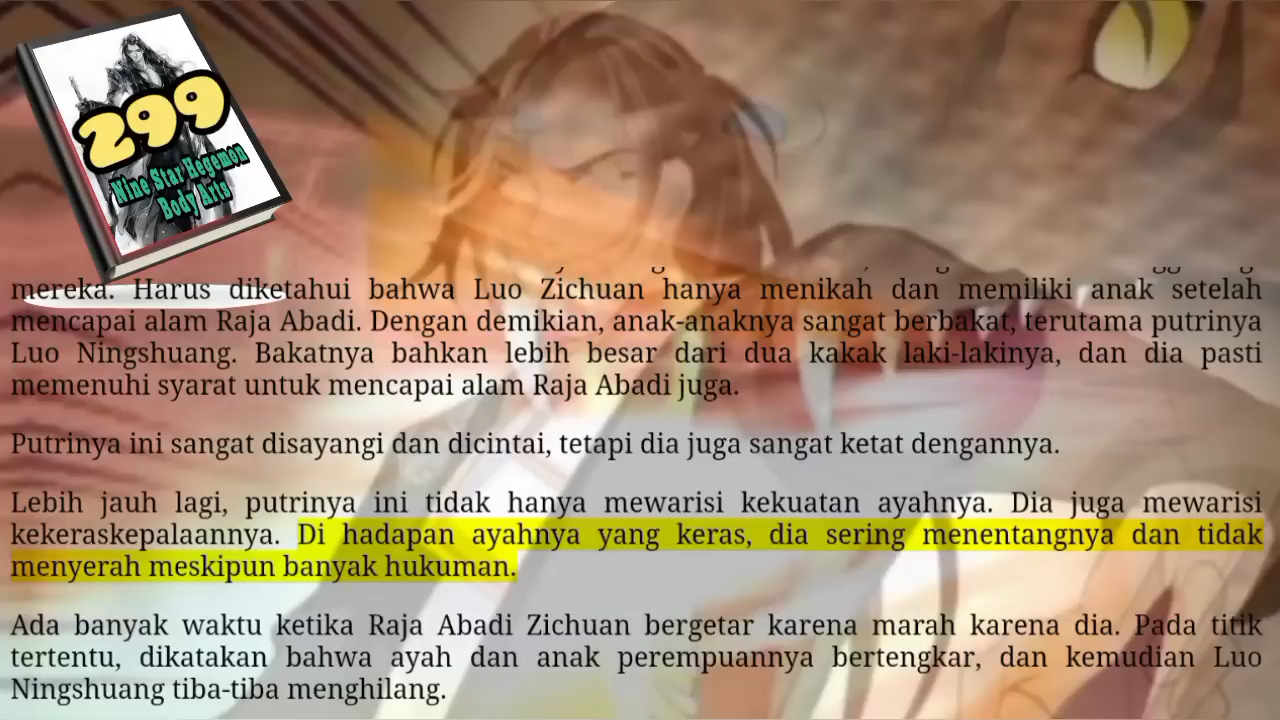 299
Nine Star Hegemon
Body Arts
mereka. Harus diketahui bahwa Luo Zichuan hanya menikah dan memiliki anak setelah
mencapai alam Raja Abadi. Dengan demikian, anak-anaknya sangat berbakat, terutama putrinya
Luo Ningshuang. Bakatnya bahkan lebih besar dari dua kakak laki-lakinya, dan dia pasti
memenuhi syarat untuk mencapai alam Raja Abadi juga.
Putrinya ini sangat disayangi dan dicintai, tetapi dia juga sangat ketat dengannya.
Lebih jauh lagi, putrinya ini tidak hanya mewarisi kekuatan ayahnya. Dia juga mewarisi
kekeraskepalaannya. Di hadapan ayahnya yang keras, dia sering menentangnya dan tidak
menyerah meskipun banyak hukuman.
Ada banyak waktu ketika Raja Abadi Zichuan bergetar karena marah karena dia. Pada titik
tertentu, dikatakan bahwa ayah dan anak perempuannya bertengkar, dan kemudian Luo
Ningshuang tiba-tiba menghilang.